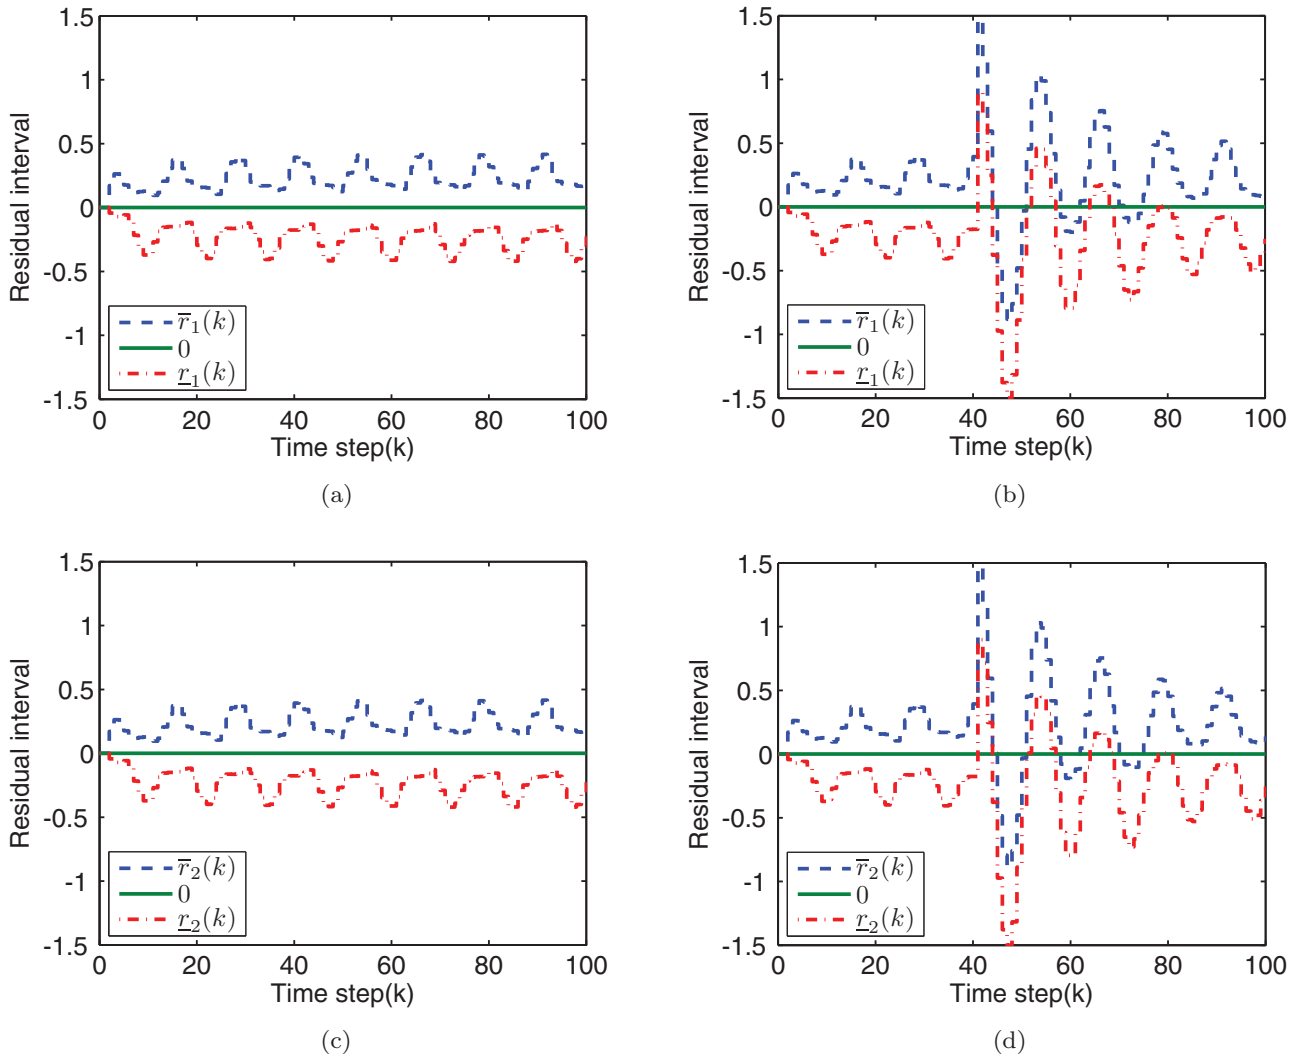 1.5
1
0.5
0
-0.5
-1
-1.5
Residual interval
r̅₁(k)
0
r̲₁(k)
0 20 40 60 80 100
Time step(k)
(a)
1.5
1
0.5
0
-0.5
-1
-1.5
Residual interval
r̅₁(k)
0
r̲₁(k)
0 20 40 60 80 100
Time step(k)
(b)
1.5
1
0.5
0
-0.5
-1
-1.5
Residual interval
r̅₂(k)
0
r̲₂(k)
0 20 40 60 80 100
Time step(k)
(c)
1.5
1
0.5
0
-0.5
-1
-1.5
Residual interval
r̅₂(k)
0
r̲₂(k)
0 20 40 60 80 100
Time step(k)
(d)